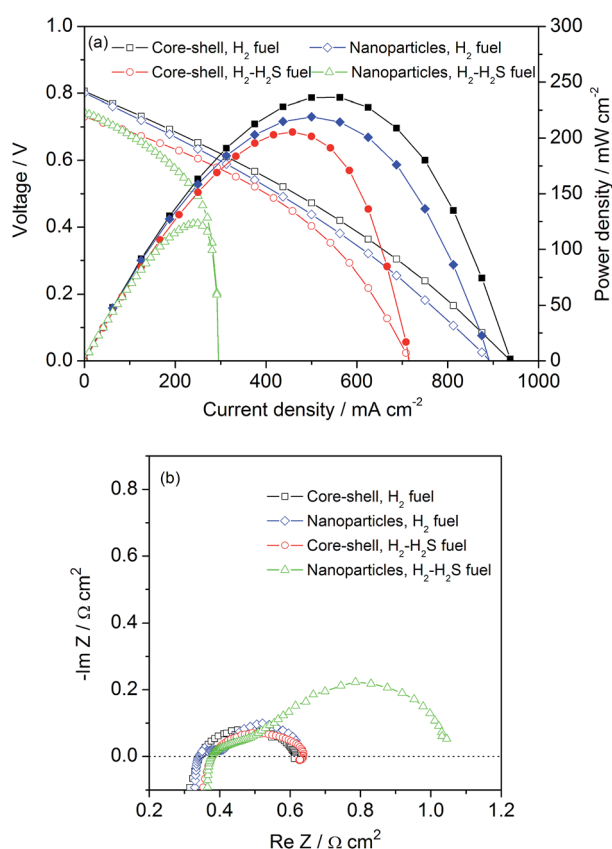 (a)
Core-shell, H₂ fuel
Nanoparticles, H₂ fuel
Core-shell, H₂-H₂S fuel
Nanoparticles, H₂-H₂S fuel
Voltage / V
1.0
0.8
0.6
0.4
0.2
0.0
Power density / mW cm⁻²
300
250
200
150
100
50
0
0 200 400 600 800 1000
Current density / mA cm⁻²
(b)
Core-shell, H₂ fuel
Nanoparticles, H₂ fuel
Core-shell, H₂-H₂S fuel
Nanoparticles, H₂-H₂S fuel
-Im Z / Ω cm²
0.8
0.6
0.4
0.2
0.0
0.2 0.4 0.6 0.8 1.0 1.2
Re Z / Ω cm²